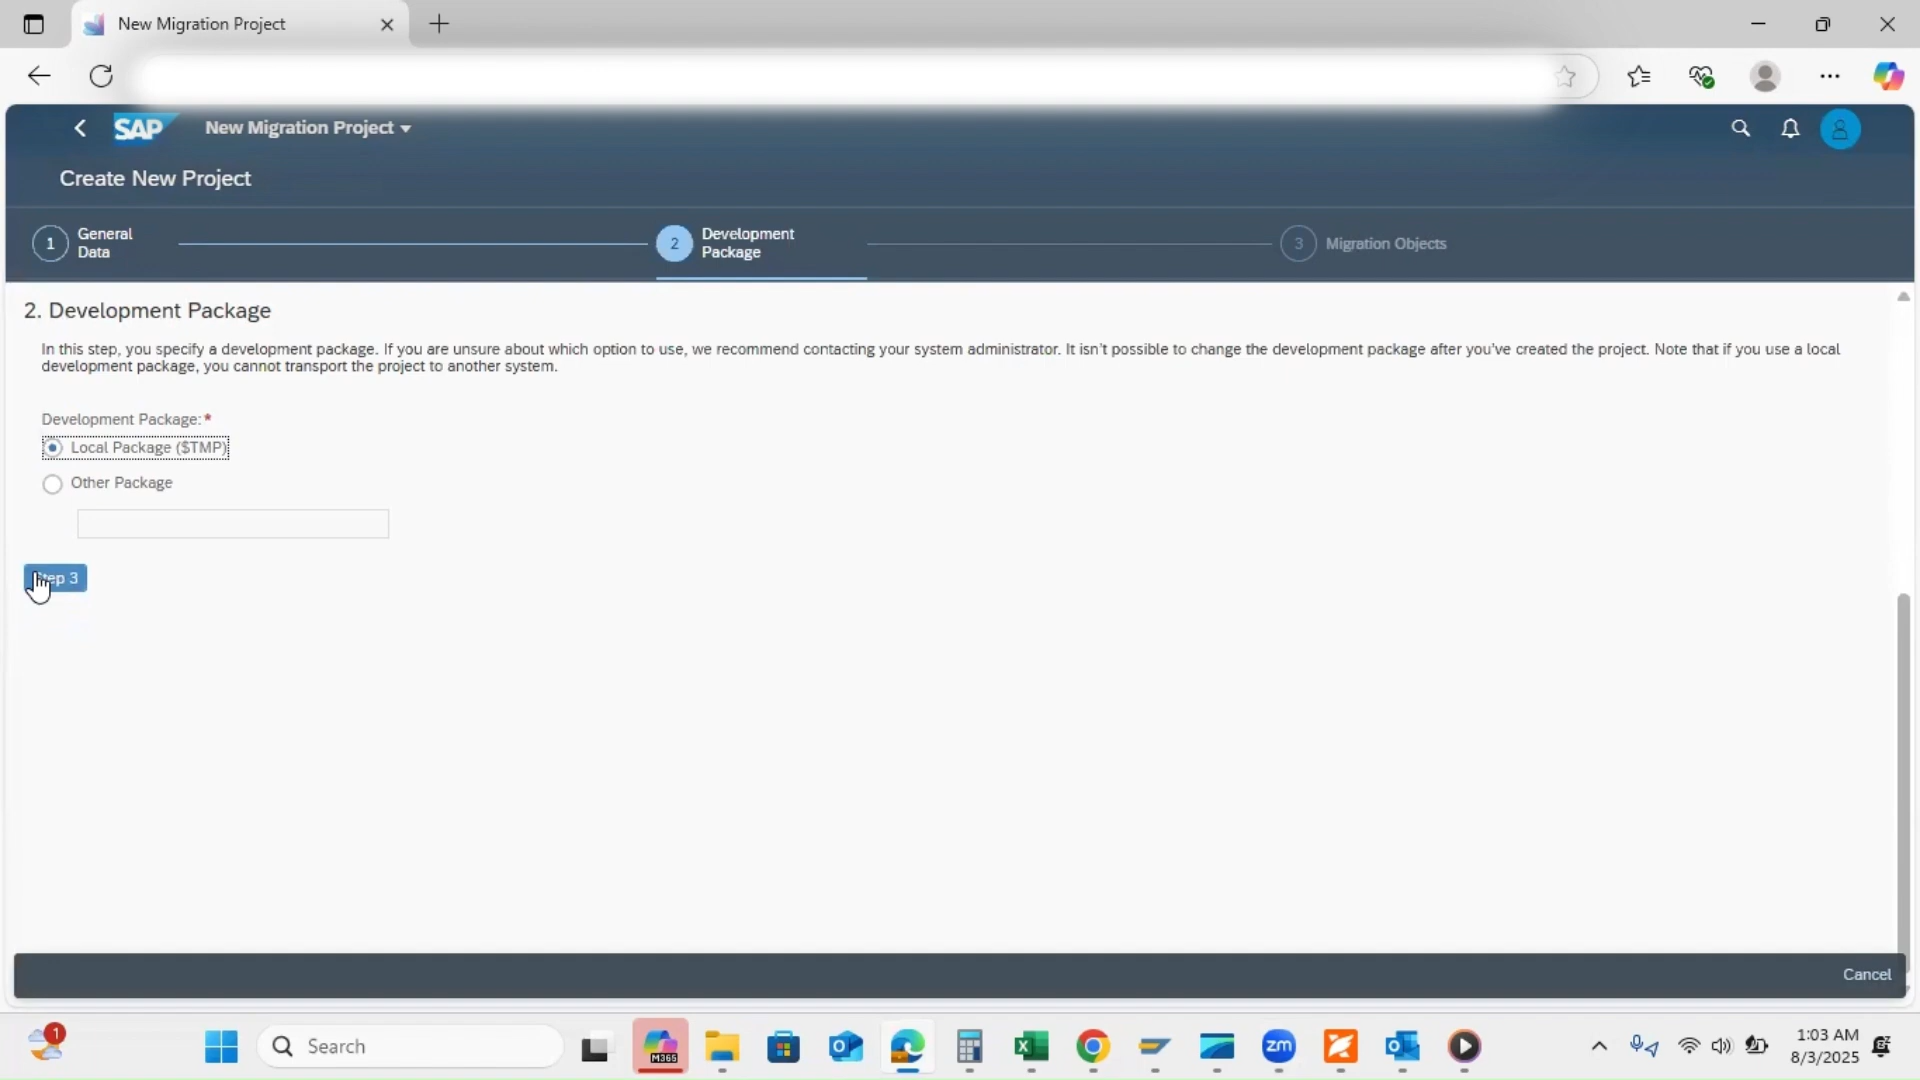 New Migration Project
SAP New Migration Project
Create New Project
1 General Data
2 Development Package
3 Migration Objects
2. Development Package
In this step, you specify a development package. If you are unsure about which option to use, we recommend contacting your system administrator. It isn't possible to change the development package after you've created the project. Note that if you use a local
development package, you cannot transport the project to another system.
Development Package:*
Local Package ($TMP)
Other Package
Step 3
Cancel
1
Search
M365
zm
1:03 AM
8/3/2025